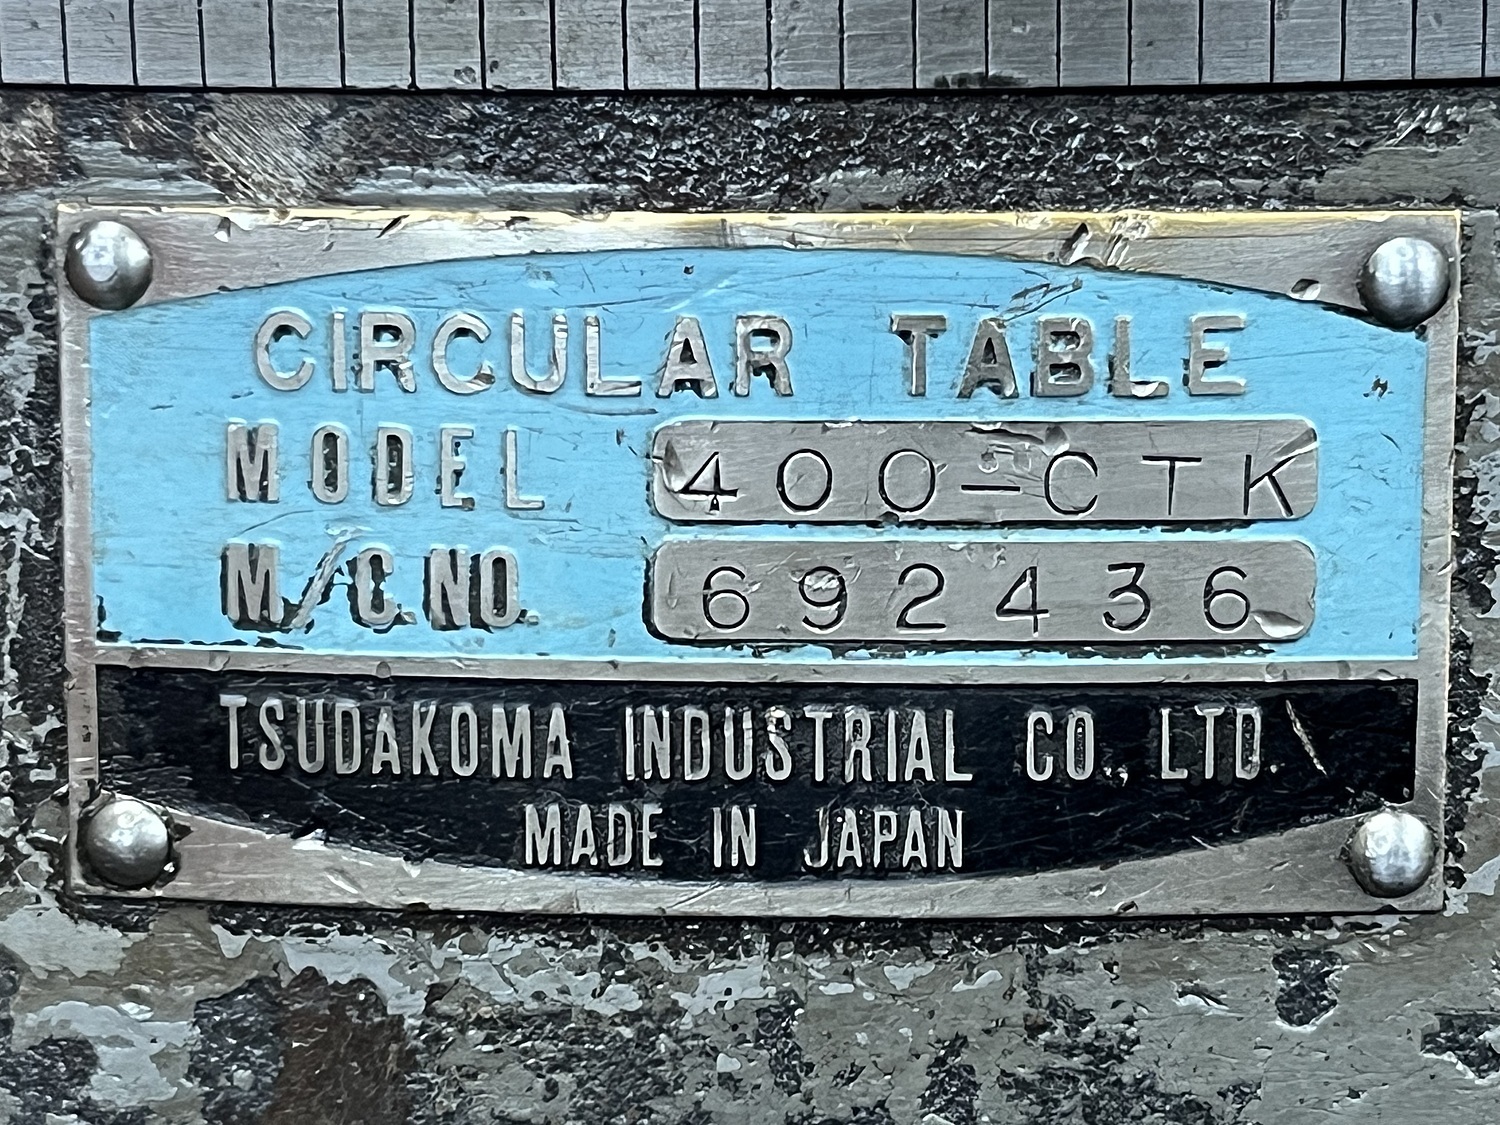 CIRCULAR TABLE
MODEL 400-CTK
M/C.NO. 692436
TSUDAKOMA INDUSTRIAL CO., LTD.
MADE IN JAPAN